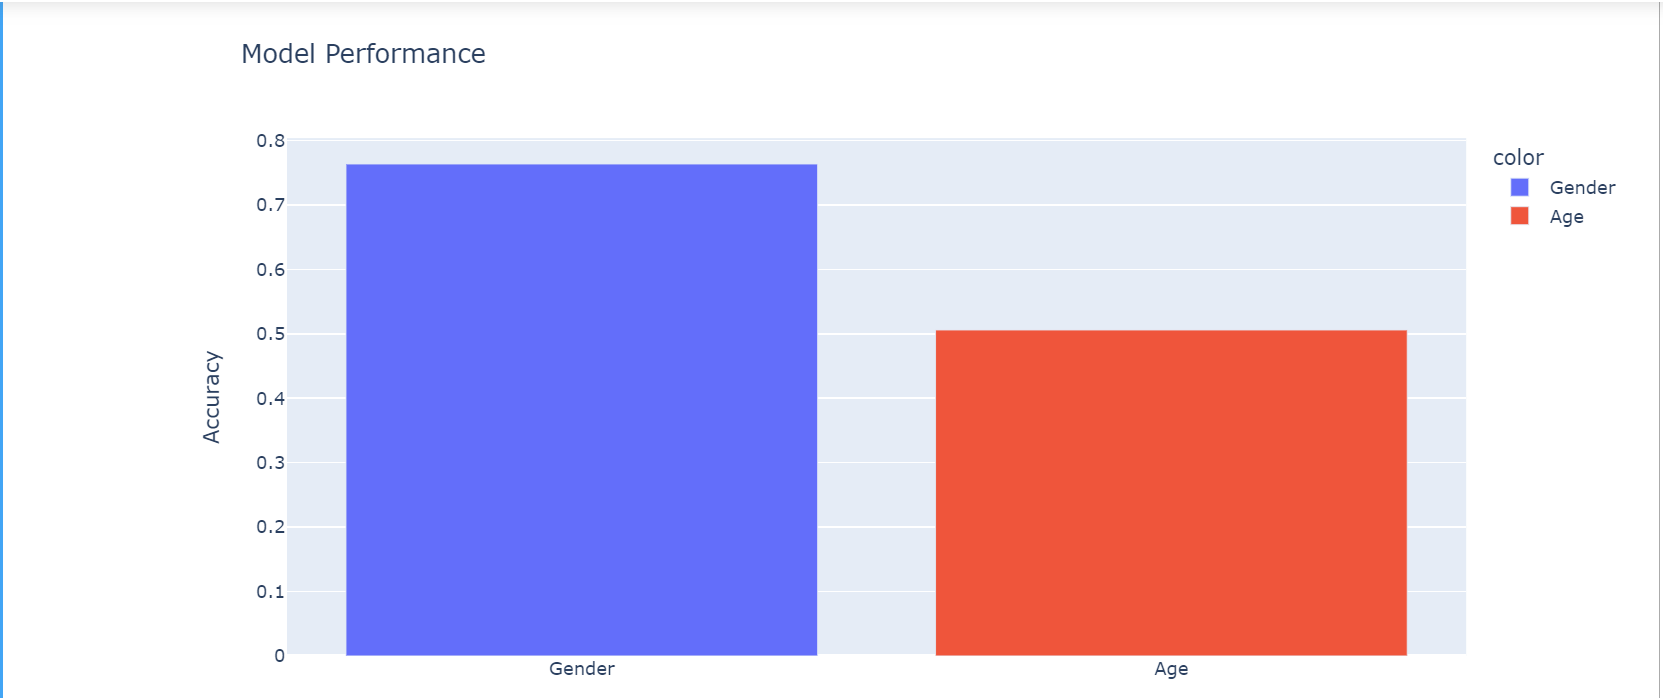 Model Performance
0.8
0.7
0.6
0.5
0.4
0.3
0.2
0.1
0
Accuracy
Gender
Age
color
Gender
Age